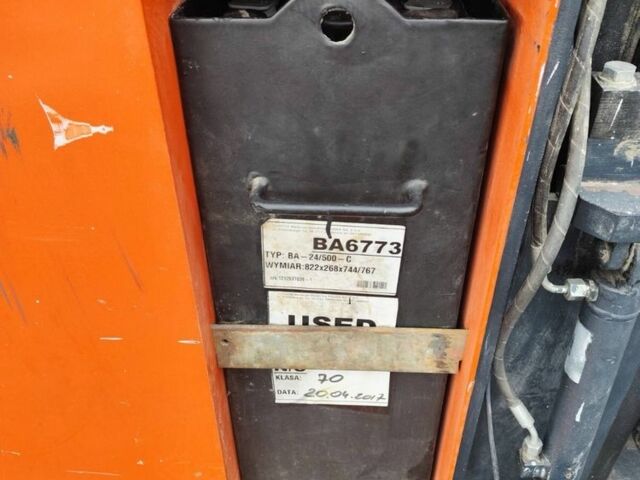 BA6773
TYP: BA - 24/500 - C
WYMIAR: 822x268x744/767
USED
KLASA: 70
DATA: 20.04.2017